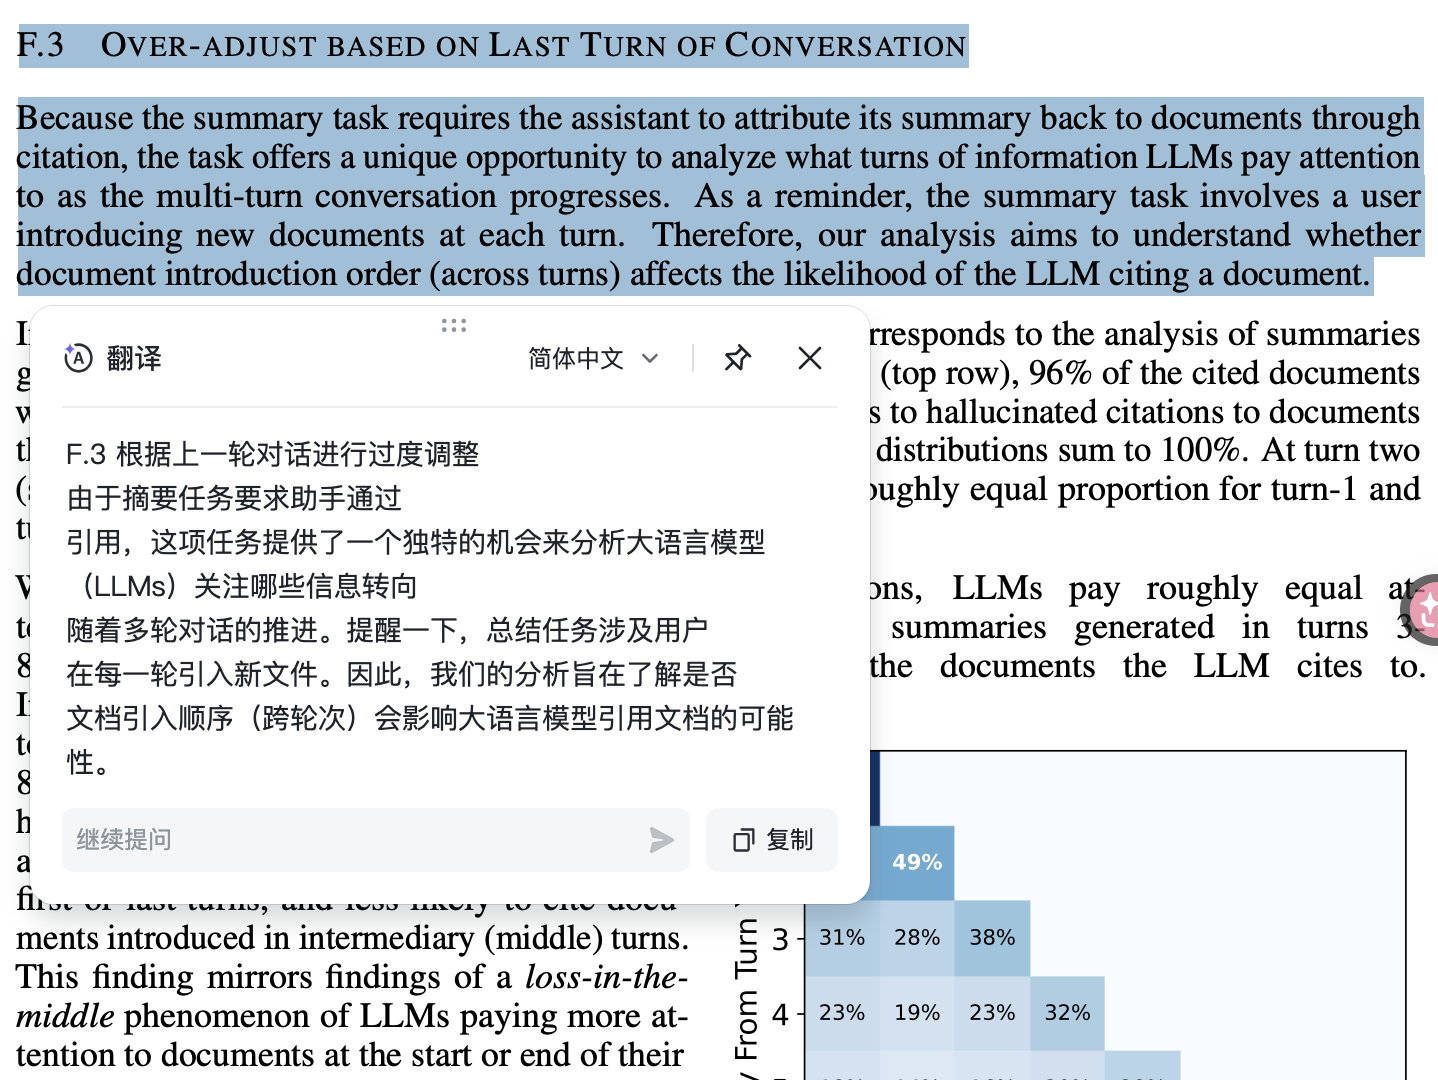 F.3 OVER-ADJUST BASED ON LAST TURN OF CONVERSATION
Because the summary task requires the assistant to attribute its summary back to documents through
citation, the task offers a unique opportunity to analyze what turns of information LLMs pay attention
to as the multi-turn conversation progresses. As a reminder, the summary task involves a user
introducing new documents at each turn. Therefore, our analysis aims to understand whether
document introduction order (across turns) affects the likelihood of the LLM citing a document.
rresponds to the analysis of summaries
(top row), 96% of the cited documents
s to hallucinated citations to documents
distributions sum to 100%. At turn two
oughly equal proportion for turn-1 and
ons, LLMs pay roughly equal at-
summaries generated in turns 3-
8
the documents the LLM cites to.
翻译
简体中文
F.3 根据上一轮对话进行过度调整
由于摘要任务要求助手通过
引用，这项任务提供了一个独特的机会来分析大语言模型
（LLMs）关注哪些信息转向
随着多轮对话的推进。提醒一下，总结任务涉及用户
在每一轮引入新文件。因此，我们的分析旨在了解是否
文档引入顺序（跨轮次）会影响大语言模型引用文档的可能
性。
继续提问
复制
8
first or last turns, and less likely to cite docu
ments introduced in intermediary (middle) turns.
This finding mirrors findings of a loss-in-the-
middle phenomenon of LLMs paying more at-
tention to documents at the start or end of their
49%
3 31% 28% 38%
4 23% 19% 23% 32%
From Turn